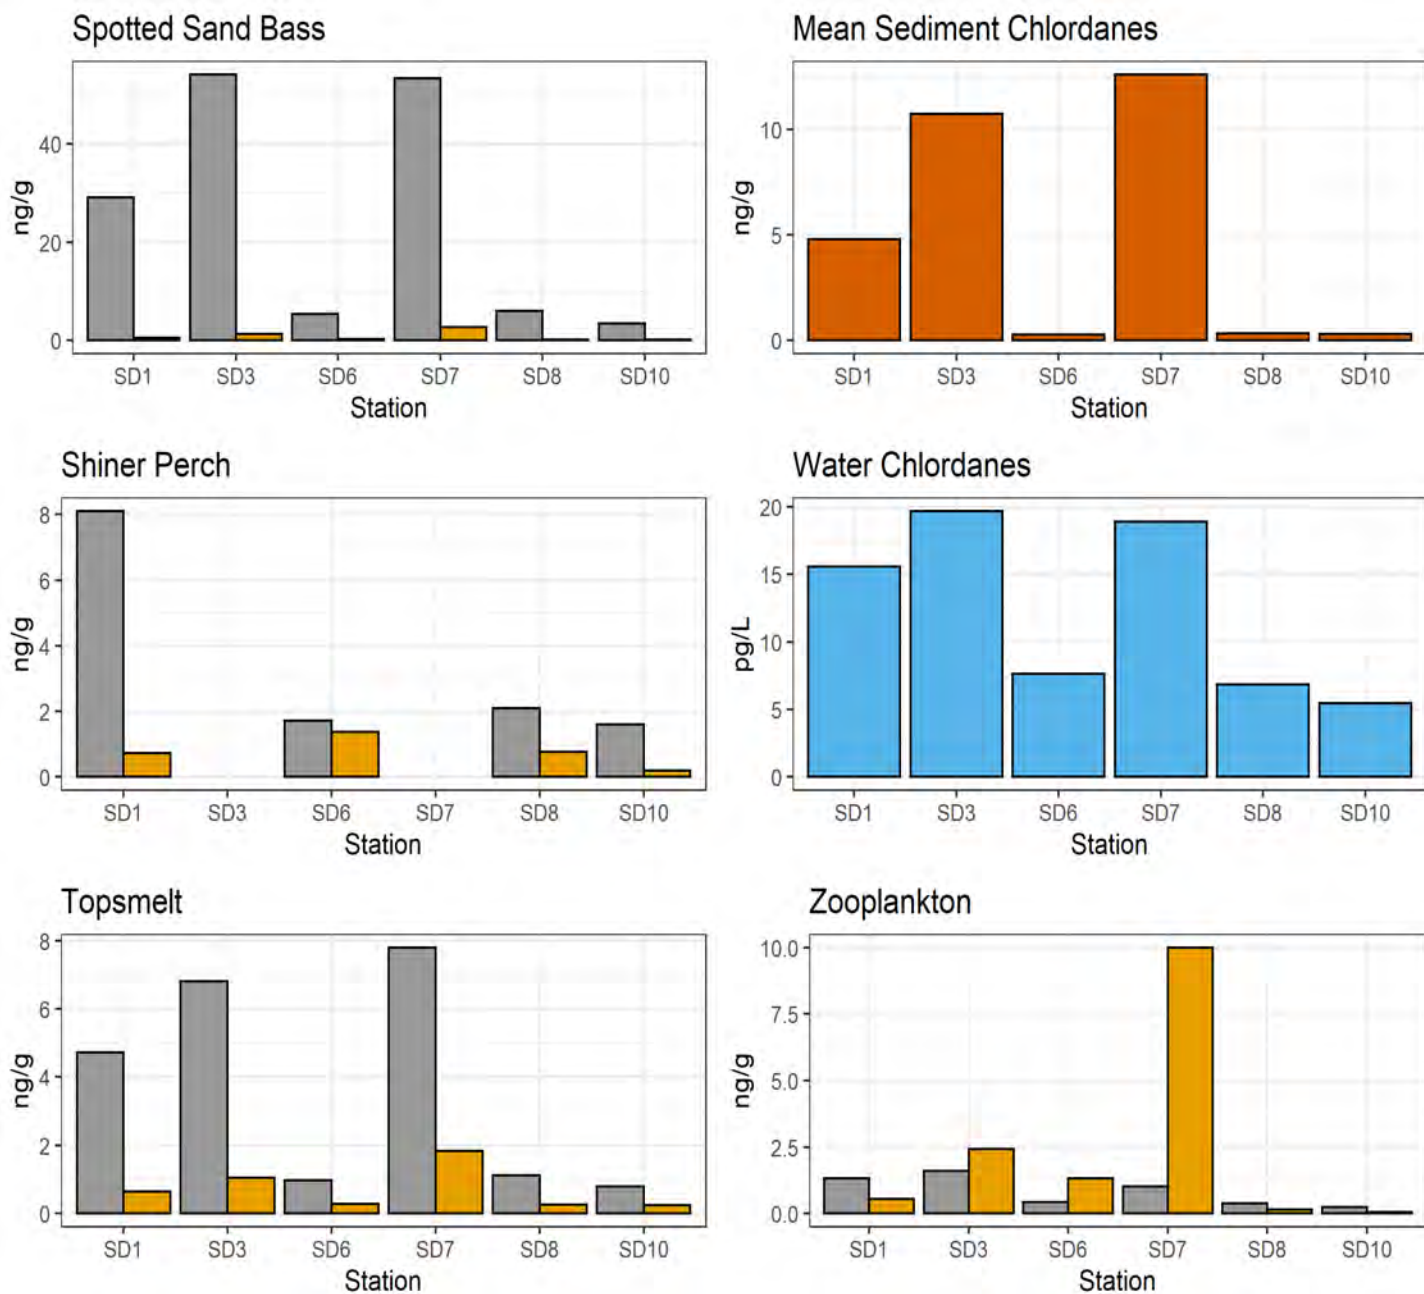 Spotted Sand Bass
ng/g
40
20
0
SD1 SD3 SD6 SD7 SD8 SD10
Station
Mean Sediment Chlordanes
ng/g
10
5
0
SD1 SD3 SD6 SD7 SD8 SD10
Station
Shiner Perch
ng/g
8
6
4
2
0
SD1 SD3 SD6 SD7 SD8 SD10
Station
Water Chlordanes
pg/L
20
15
10
5
0
SD1 SD3 SD6 SD7 SD8 SD10
Station
Topsmelt
ng/g
8
6
4
2
0
SD1 SD3 SD6 SD7 SD8 SD10
Station
Zooplankton
ng/g
10.0
7.5
5.0
2.5
0.0
SD1 SD3 SD6 SD7 SD8 SD10
Station